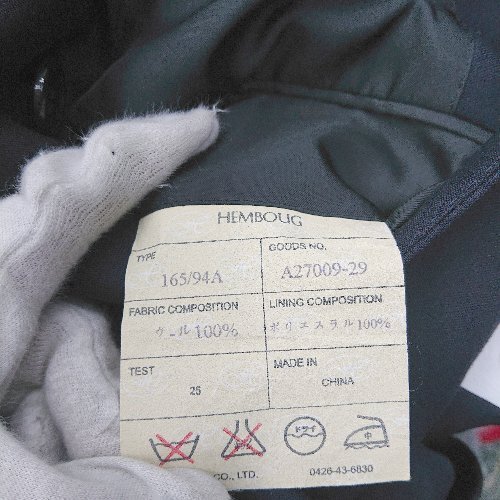 HEMBOUG
TYPE
165/94A
GOODS NO.
A27009-29
FABRIC COMPOSITION
ウール100%
LINING COMPOSITION
ポリエスラル100%
TEST
25
MADE IN
CHINA
ドライ
中
CO., LTD.
0426-43-6830